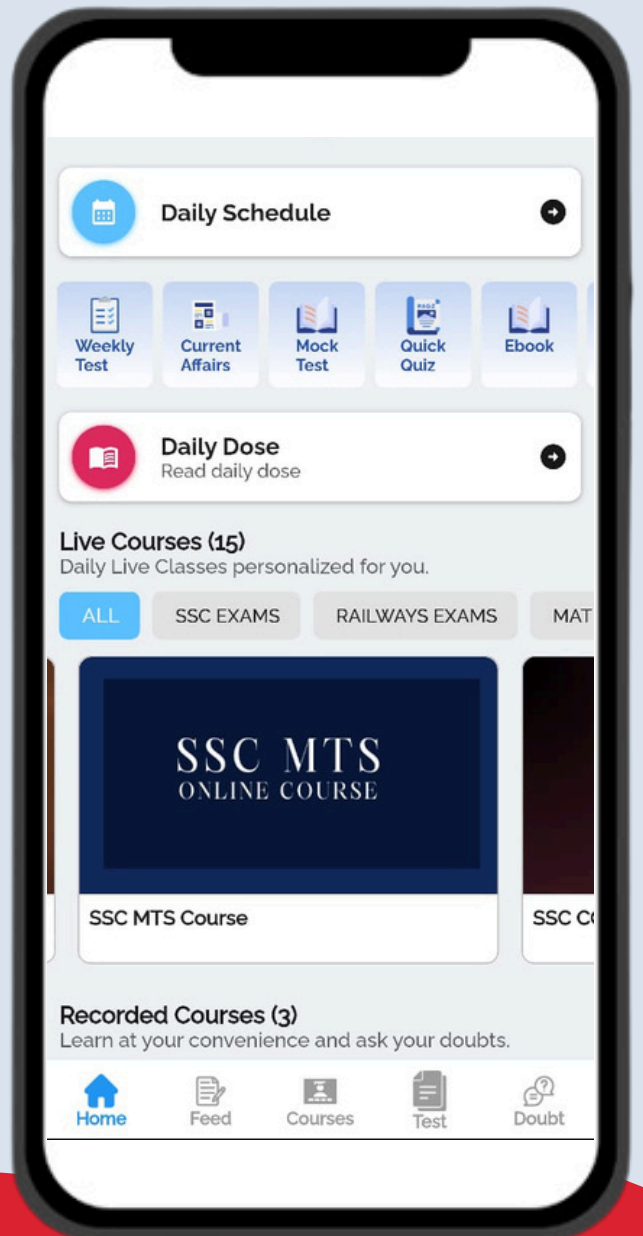 Daily Schedule
Weekly Test
Current Affairs
Mock Test
Quick Quiz
Ebook
Daily Dose
Read daily dose
Live Courses (15)
Daily Live Classes personalized for you.
ALL SSC EXAMS RAILWAYS EXAMS MAT
SSC MTS
ONLINE COURSE
SSC MTS Course
SSC
Recorded Courses (3)
Learn at your convenience and ask your doubts.
Home Feed Courses Test Doubt